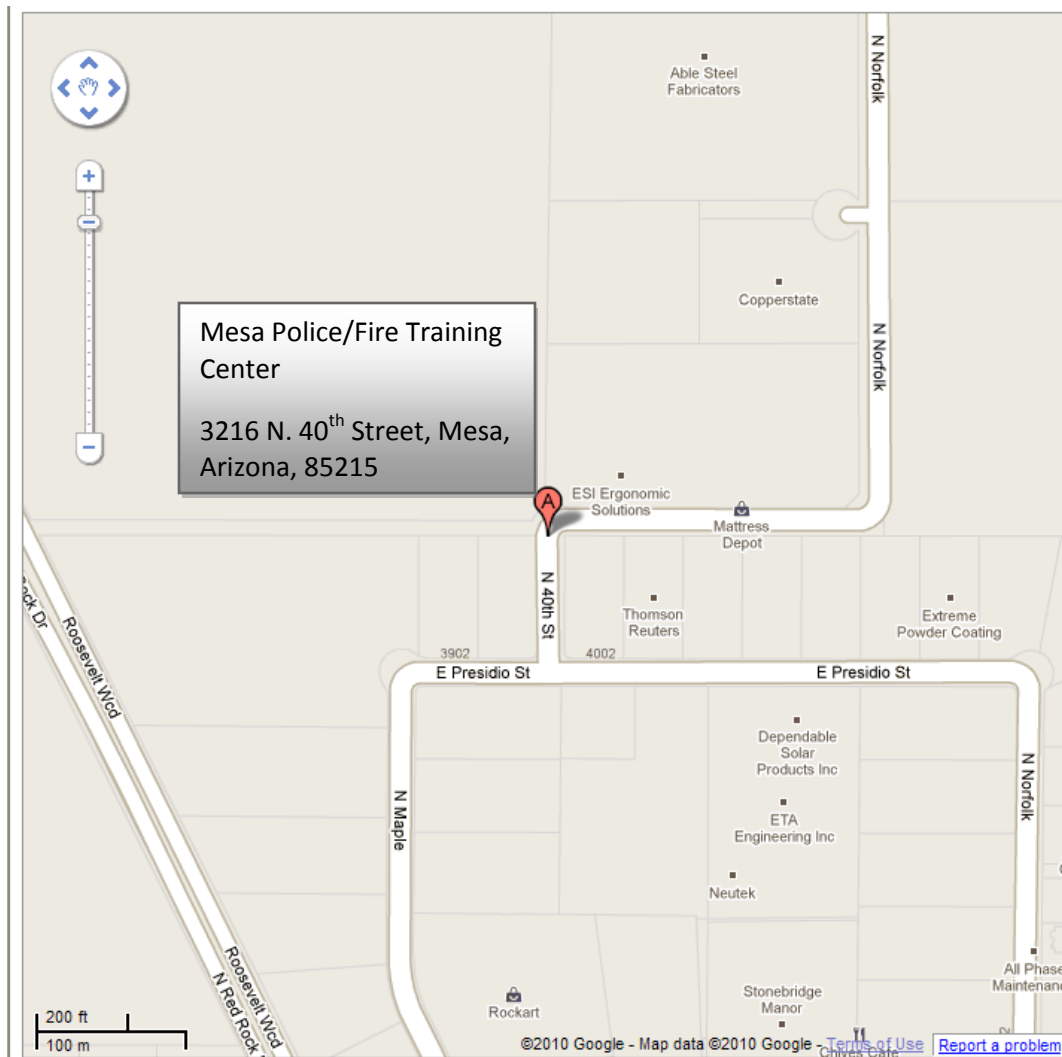 N Norfolk
Able Steel
Fabricators
+
Copperstate
N Norfolk
Mesa Police/Fire Training
Center
3216 N. 40th Street, Mesa,
Arizona, 85215
−
A
ESI Ergonomic
Solutions
Mattress
Depot
N 40th St
Thomson
Reuters
Extreme
Powder Coating
Rock Dr
Roosevelt Wcd
3902
4002
E Presidio St
E Presidio St
Dependable
Solar
Products Inc
N Norfolk
N Maple
ETA
Engineering Inc
Neutek
Roosevelt Wcd
N Red Rock
All Phase
Maintenance
Stonebridge
Manor
Rockart
200 ft
100 m
©2010 Google - Map data ©2010 Google - Terms of Use
Report a problem
Chives Cafe